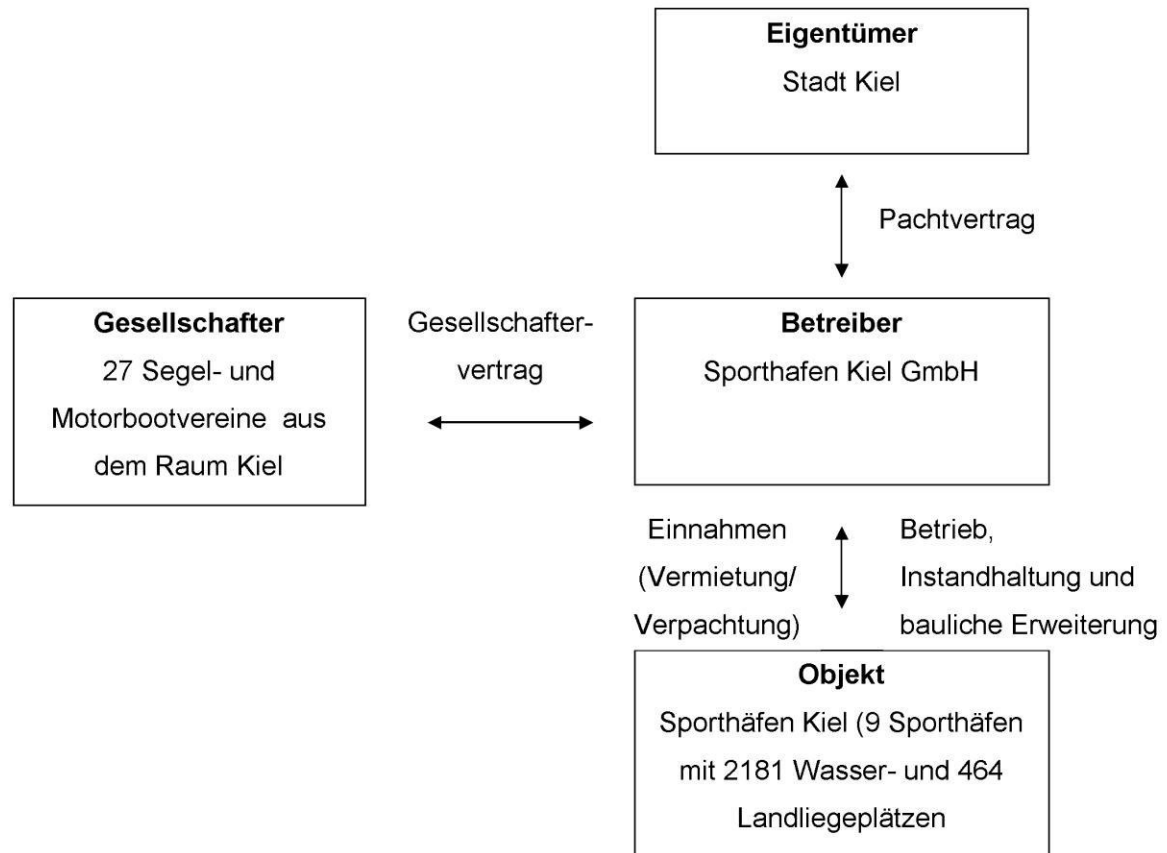 Eigentümer
Stadt Kiel
Pachtvertrag
Gesellschafter
27 Segel- und
Motorbootvereine aus
dem Raum Kiel
Gesellschafter-
vertrag
Betreiber
Sporthafen Kiel GmbH
Einnahmen
(Vermietung/
Verpachtung)
Betrieb,
Instandhaltung und
bauliche Erweiterung
Objekt
Sporthäfen Kiel (9 Sporthäfen
mit 2181 Wasser- und 464
Landliegeplätzen